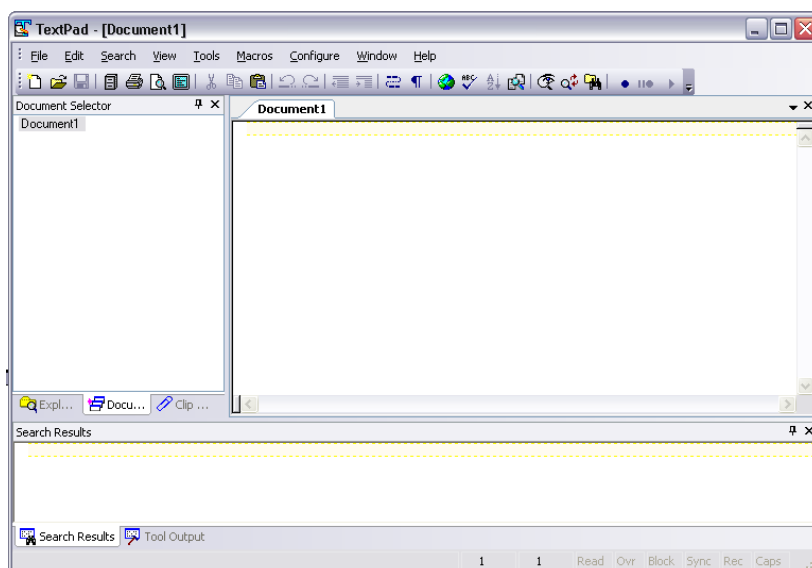 TextPad - [Document1]
File Edit Search View Tools Macros Configure Window Help
ABC
A
Z
Document Selector
Document1
Document1
Expl... Docu... Clip ...
Search Results
Search Results Tool Output
1 1 Read Ovr Block Sync Rec Caps